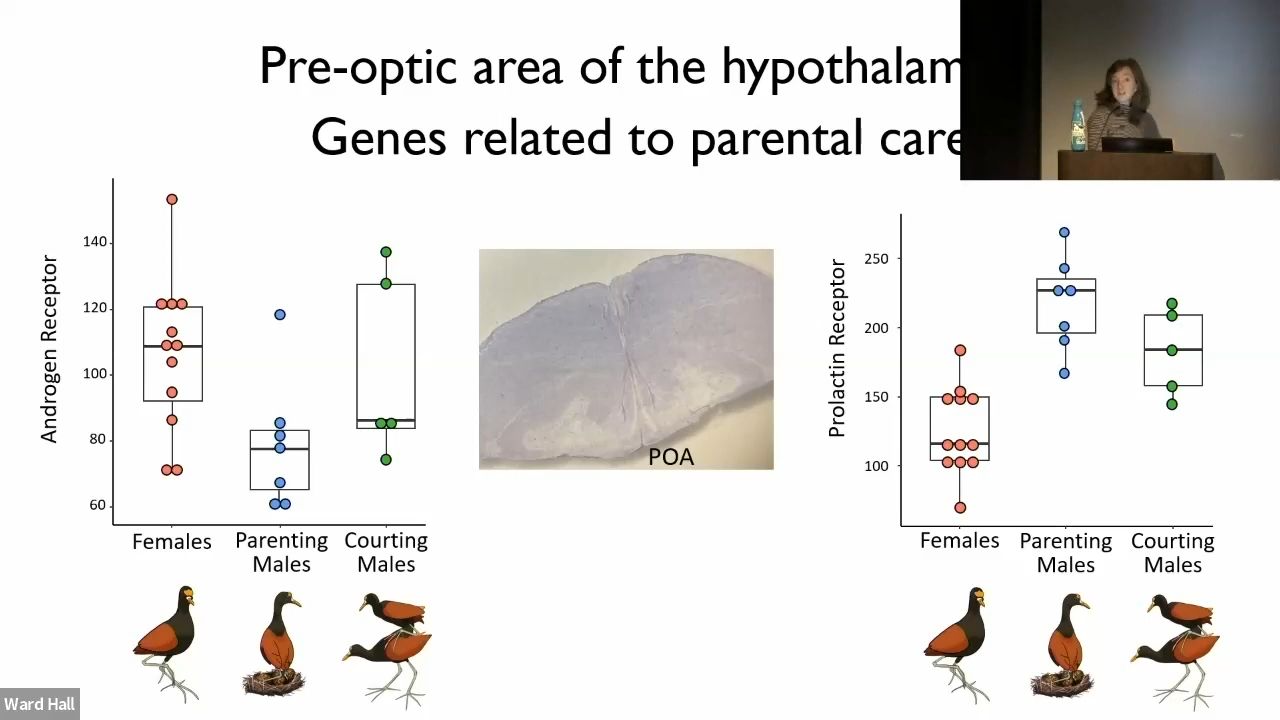 Pre-optic area of the hypothalam
Genes related to parental care
Androgen Receptor
140
120
100
80
60
Females
Parenting
Males
Courting
Males
POA
Prolactin Receptor
250
200
150
100
Females
Parenting
Males
Courting
Males
Ward Hall